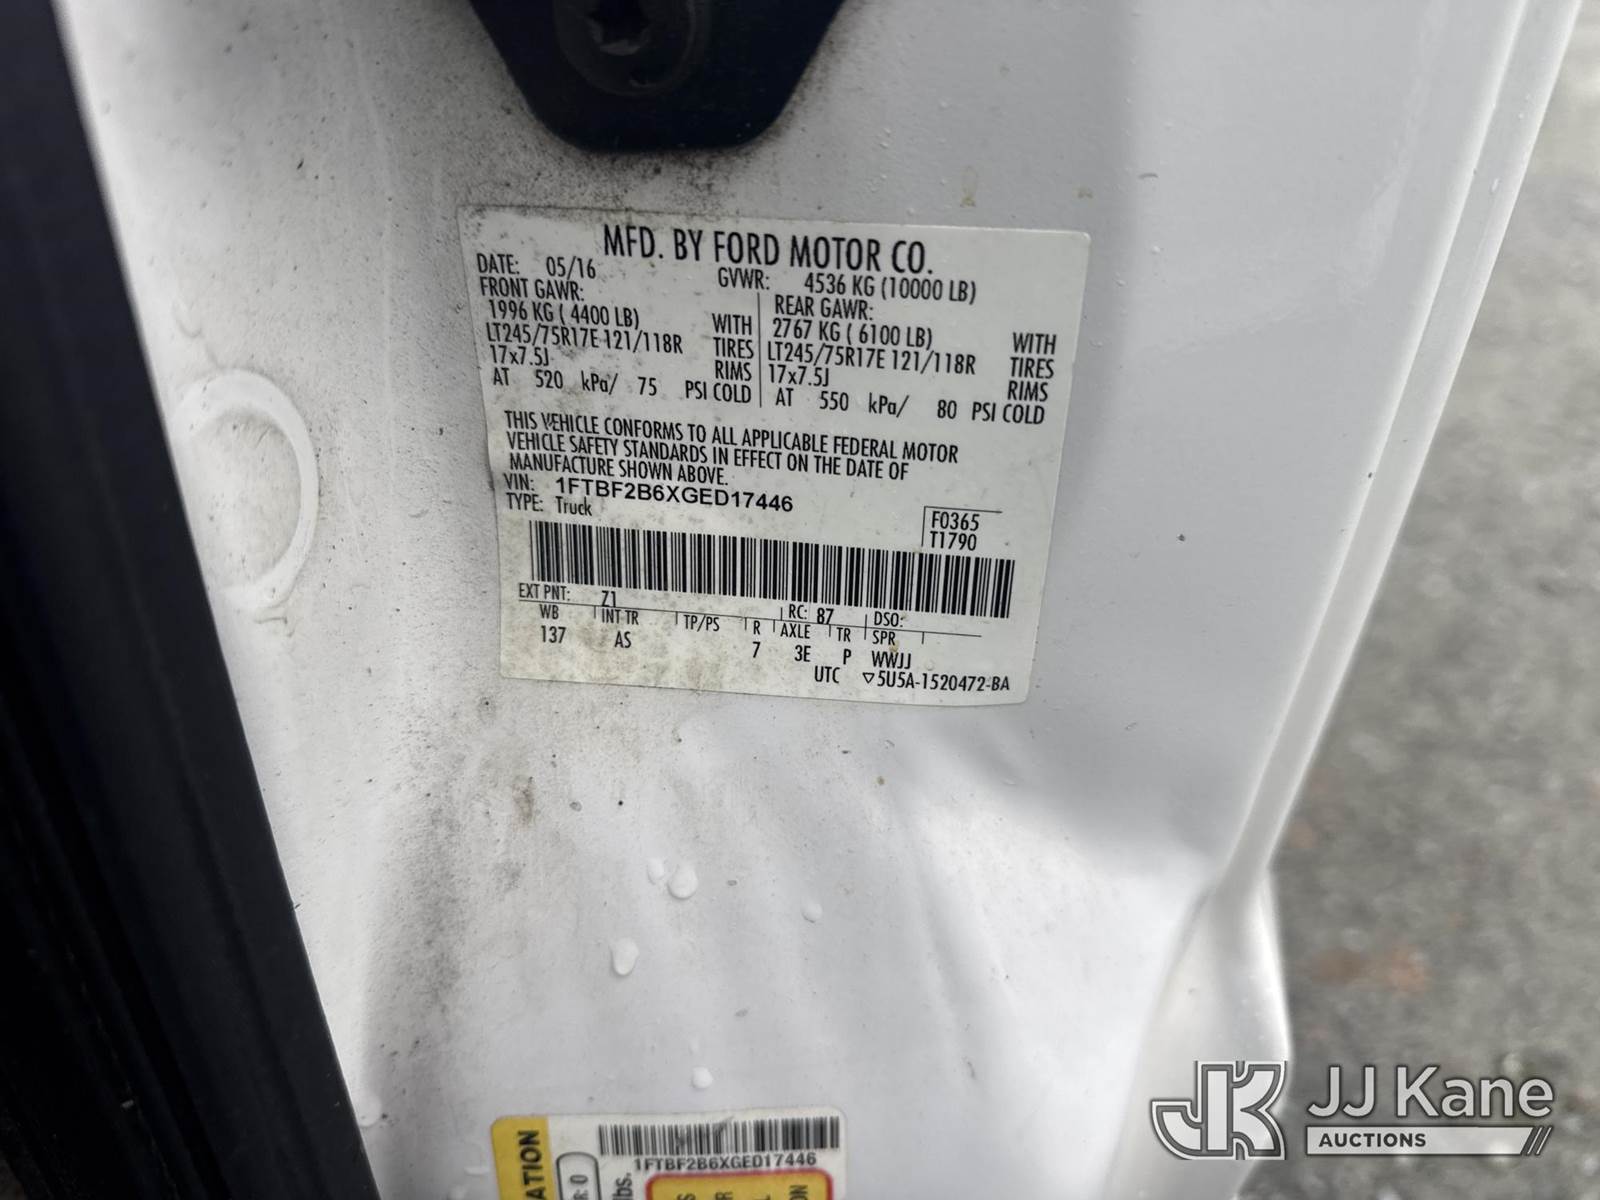 MFD. BY FORD MOTOR CO.
DATE: 05/16 GVWR: 4536 KG (10000 LB)
FRONT GAWR: REAR GAWR:
1996 KG ( 4400 LB) WITH 2767 KG ( 6100 LB) WITH
LT245/75R17E 121/118R TIRES LT245/75R17E 121/118R TIRES
17x7.5J RIMS 17x7.5J RIMS
AT 520 kPa/ 75 PSI COLD AT 550 kPa/ 80 PSI COLD
THIS VEHICLE CONFORMS TO ALL APPLICABLE FEDERAL MOTOR
VEHICLE SAFETY STANDARDS IN EFFECT ON THE DATE OF
MANUFACTURE SHOWN ABOVE.
VIN: 1FTBF2B6XGED17446
TYPE: Truck
F0365
T1790
EXT PNT: Z1 RC: 87 DSO:
WB INT TR TP/PS R AXLE TR SPR
137 AS 7 3E P WWJJ
UTC ▽5U5A-1520472-BA
1FTBF2B6XGED17446
lbs.
JJ Kane
AUCTIONS